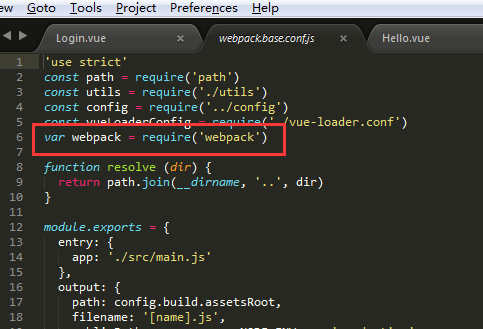 ew Goto Tools Project Preferences Help
Login.vue × webpack.base.conf.js × Hello.vue
1 'use strict'
2 const path = require('path')
3 const utils = require('./utils')
4 const config = require('../config')
5 const vueLoaderConfig = require('./vue-loader.conf')
6 var webpack = require('webpack')
7
8 function resolve (dir) {
9 return path.join(__dirname, '..', dir)
10 }
11
12 module.exports = {
13 entry: {
14 app: './src/main.js'
15 },
16 output: {
17 path: config.build.assetsRoot,
18 filename: '[name].js',